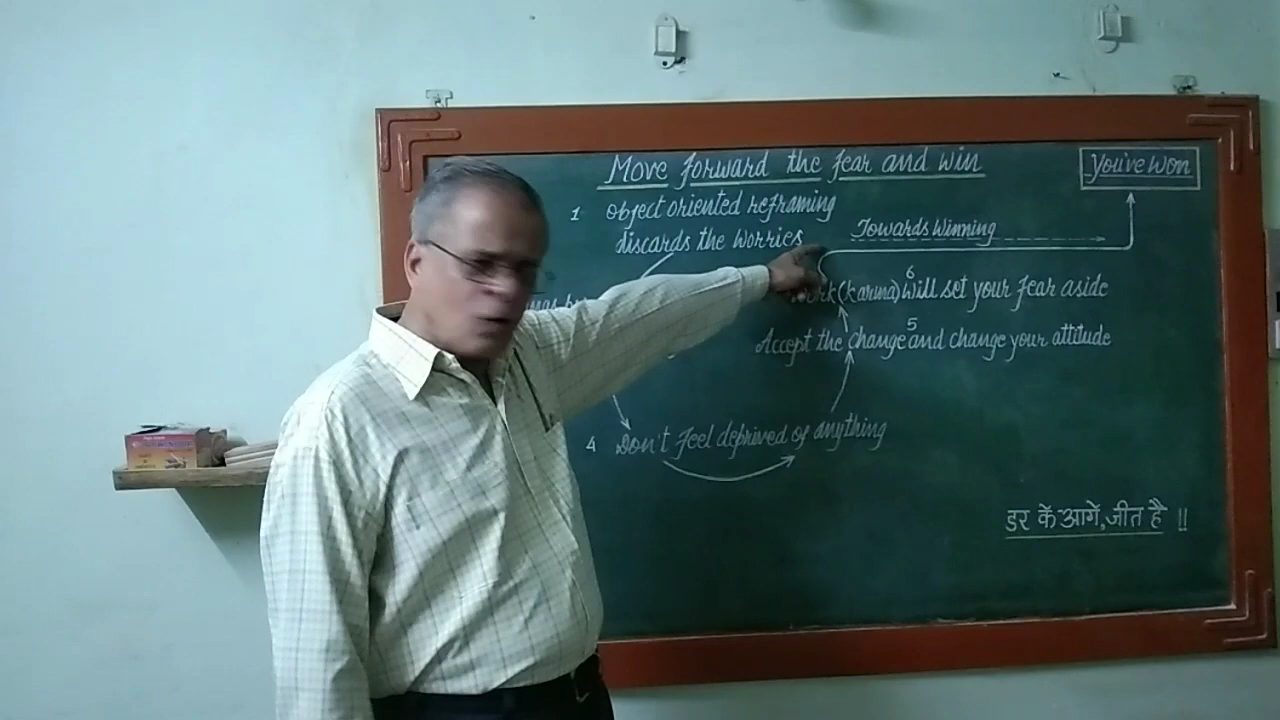 Move forward the fear and win
You've won
1 Object oriented reframing
discards the worries
Towards winning
(karma) 6 will set your fear aside
Accept the change 5 and change your attitude
4 Don't feel deprived of anything
डर के आगे, जीत है !!